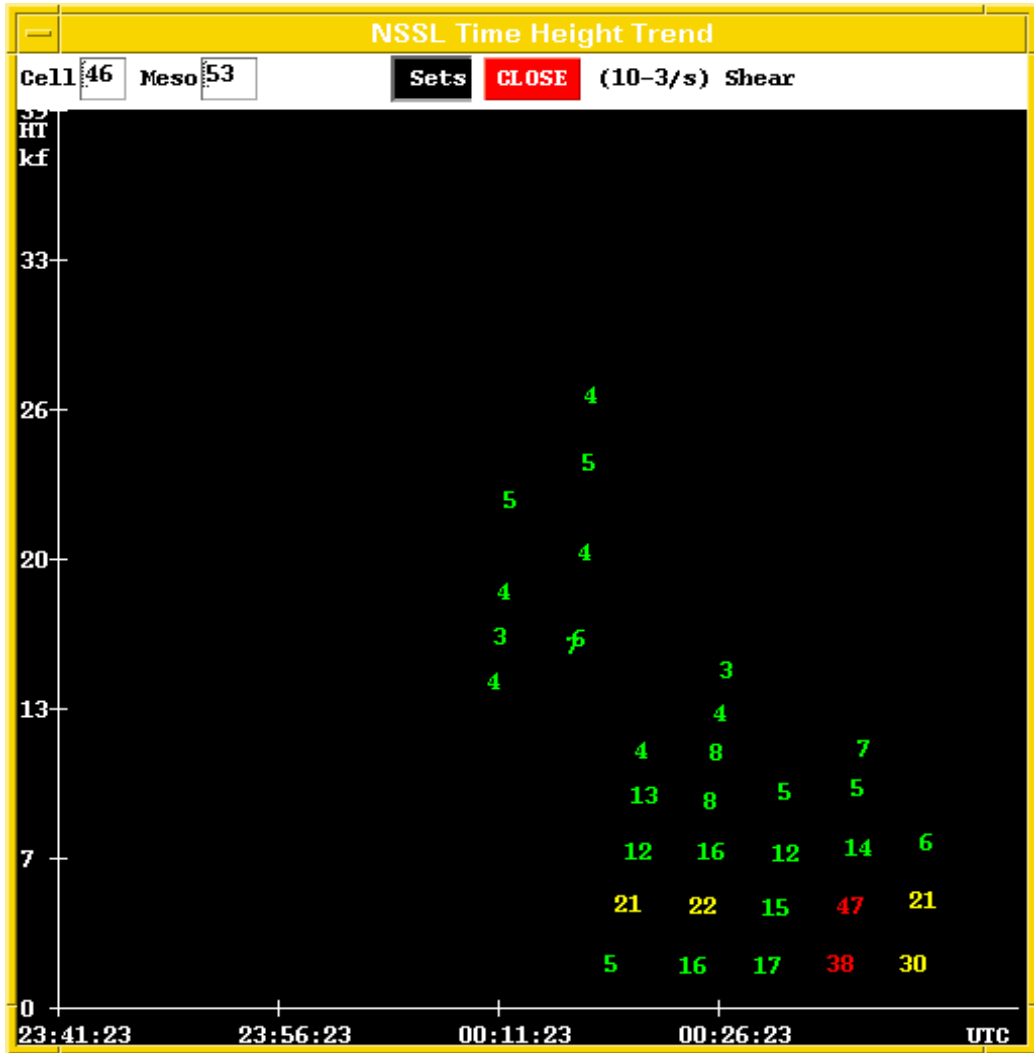 NSSL Time Height Trend
Cell 46 Meso 53 Sets CLOSE (10-3/s) Shear
39
HT
kf
33
4
26
5
5
4
20
4
3 7 6
4 3
13 4
4 8 7
13 8 5 5
7 12 16 12 14 6
21 22 15 47 21
5 16 17 38 30
0
23:41:23 23:56:23 00:11:23 00:26:23 UTC